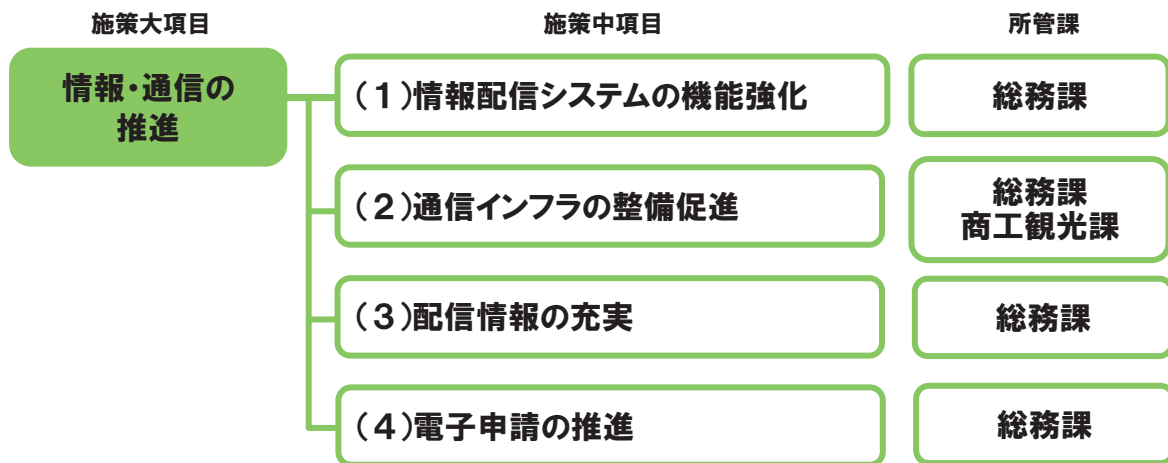 施策大項目
施策中項目
所管課
情報・通信の
推進
（1）情報配信システムの機能強化
総務課
（2）通信インフラの整備促進
総務課
商工観光課
（3）配信情報の充実
総務課
（4）電子申請の推進
総務課